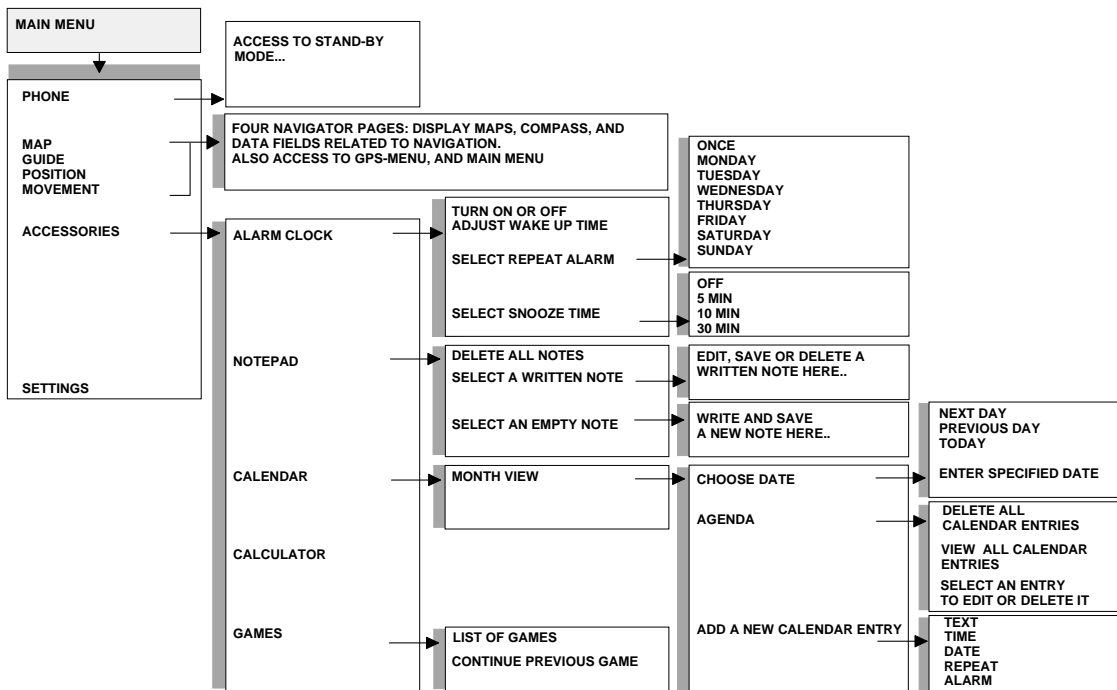 MAIN MENU
PHONE
MAP
GUIDE
POSITION
MOVEMENT
ACCESSORIES
SETTINGS
ACCESS TO STAND-BY
MODE...
FOUR NAVIGATOR PAGES: DISPLAY MAPS, COMPASS, AND
DATA FIELDS RELATED TO NAVIGATION.
ALSO ACCESS TO GPS-MENU, AND MAIN MENU
ALARM CLOCK
NOTEPAD
CALENDAR
CALCULATOR
GAMES
TURN ON OR OFF
ADJUST WAKE UP TIME
SELECT REPEAT ALARM
SELECT SNOOZE TIME
ONCE
MONDAY
TUESDAY
WEDNESDAY
THURSDAY
FRIDAY
SATURDAY
SUNDAY
OFF
5 MIN
10 MIN
30 MIN
DELETE ALL NOTES
SELECT A WRITTEN NOTE
SELECT AN EMPTY NOTE
EDIT, SAVE OR DELETE A
WRITTEN NOTE HERE..
WRITE AND SAVE
A NEW NOTE HERE..
MONTH VIEW
CHOOSE DATE
AGENDA
ADD A NEW CALENDAR ENTRY
NEXT DAY
PREVIOUS DAY
TODAY
ENTER SPECIFIED DATE
DELETE ALL
CALENDAR ENTRIES
VIEW ALL CALENDAR
ENTRIES
SELECT AN ENTRY
TO EDIT OR DELETE IT
TEXT
TIME
DATE
REPEAT
ALARM
LIST OF GAMES
CONTINUE PREVIOUS GAME